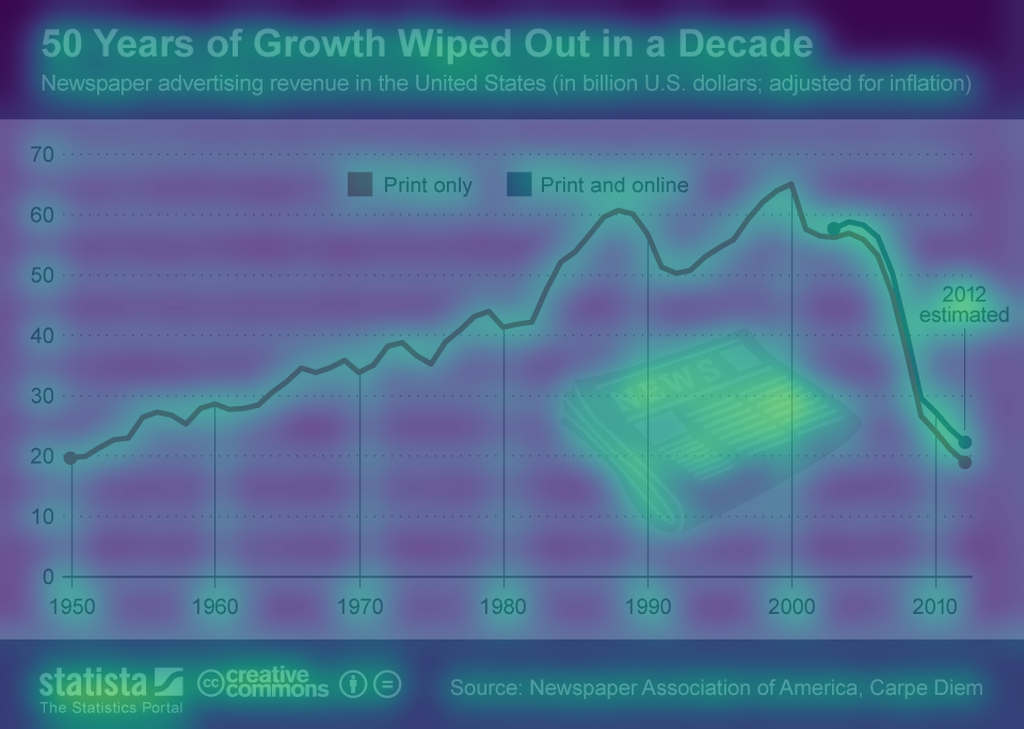 50 Years of Growth Wiped Out in a Decade
Newspaper advertising revenue in the United States (in billion U.S. dollars; adjusted for inflation)
70
Print only
Print and online
60
50
2012
estimated
40
NEWS
30
20
10
0
1950
1960
1970
1980
1990
2000
2010
statista
The Statistics Portal
cc creative
commons
Source: Newspaper Association of America, Carpe Diem